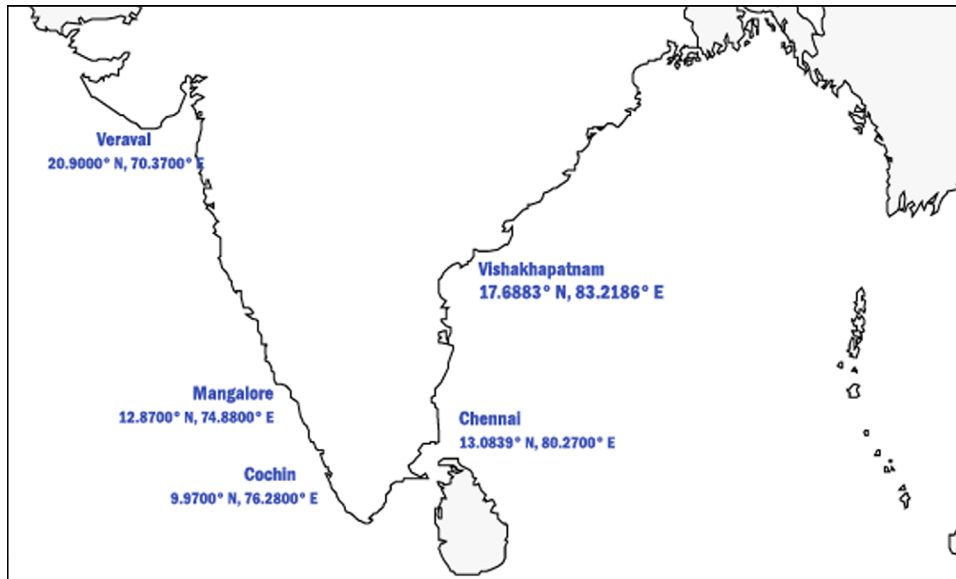 Veraval
20.9000° N, 70.3700° E
Vishakhapatnam
17.6883° N, 83.2186° E
Mangalore
12.8700° N, 74.8800° E
Chennai
13.0839° N, 80.2700° E
Cochin
9.9700° N, 76.2800° E